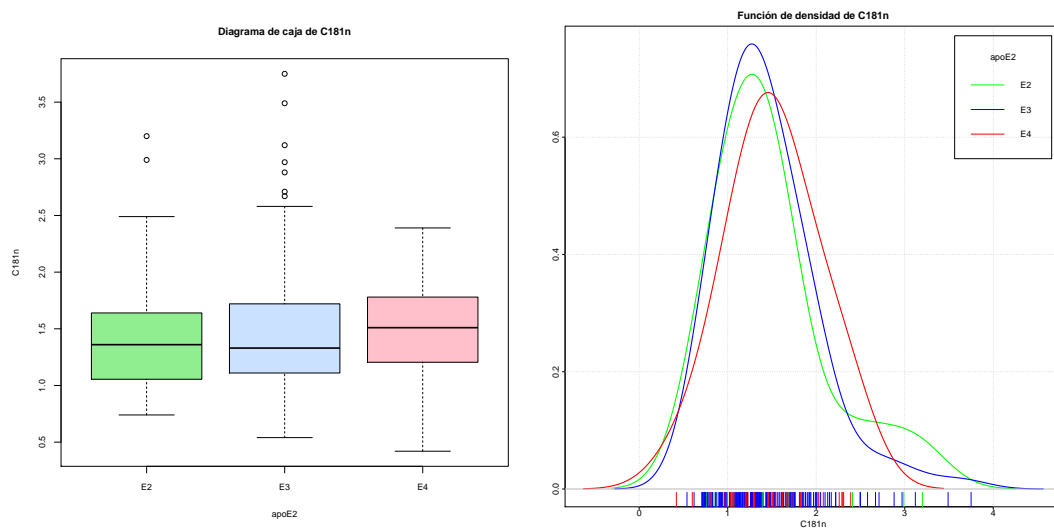 Diagrama de caja de C181n
C181n
3.5
3.0
2.5
2.0
1.5
1.0
0.5
E2
E3
E4
apoE2
Función de densidad de C181n
apoE2
E2
E3
E4
0.6
0.4
0.2
0.0
0
1
2
3
4
C181n